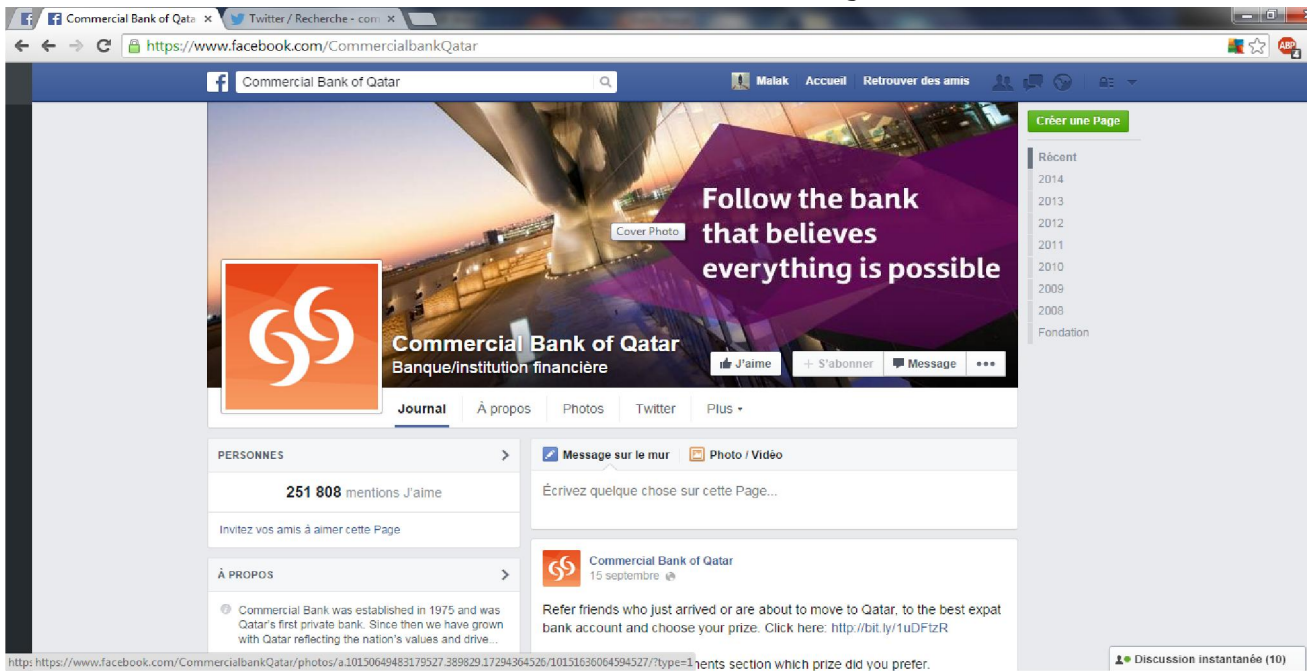 Commercial Bank of Qata
Twitter / Recherche - com
https://www.facebook.com/CommercialbankQatar
ABP
4
Commercial Bank of Qatar
Malak Accueil Retrouver des amis
Créer une Page
Récent
2014
2013
2012
2011
2010
2009
2008
Fondation
Follow the bank
that believes
everything is possible
Cover Photo
Commercial Bank of Qatar
Banque/institution financière
J'aime + S'abonner Message •••
Journal À propos Photos Twitter Plus
PERSONNES
251 808 mentions J'aime
Invitez vos amis à aimer cette Page
À PROPOS
Commercial Bank was established in 1975 and was
Qatar's first private bank. Since then we have grown
with Qatar reflecting the nation's values and drive...
Message sur le mur Photo / Vidéo
Écrivez quelque chose sur cette Page...
Commercial Bank of Qatar
15 septembre
Refer friends who just arrived or are about to move to Qatar, to the best expat
bank account and choose your prize. Click here: http://bit.ly/1uDFtzR
nents section which prize did you prefer.
https https://www.facebook.com/CommercialbankQatar/photos/a.10150649483179527.389829.17294364526/10151636064594527/?type=1
Discussion instantanée (10)